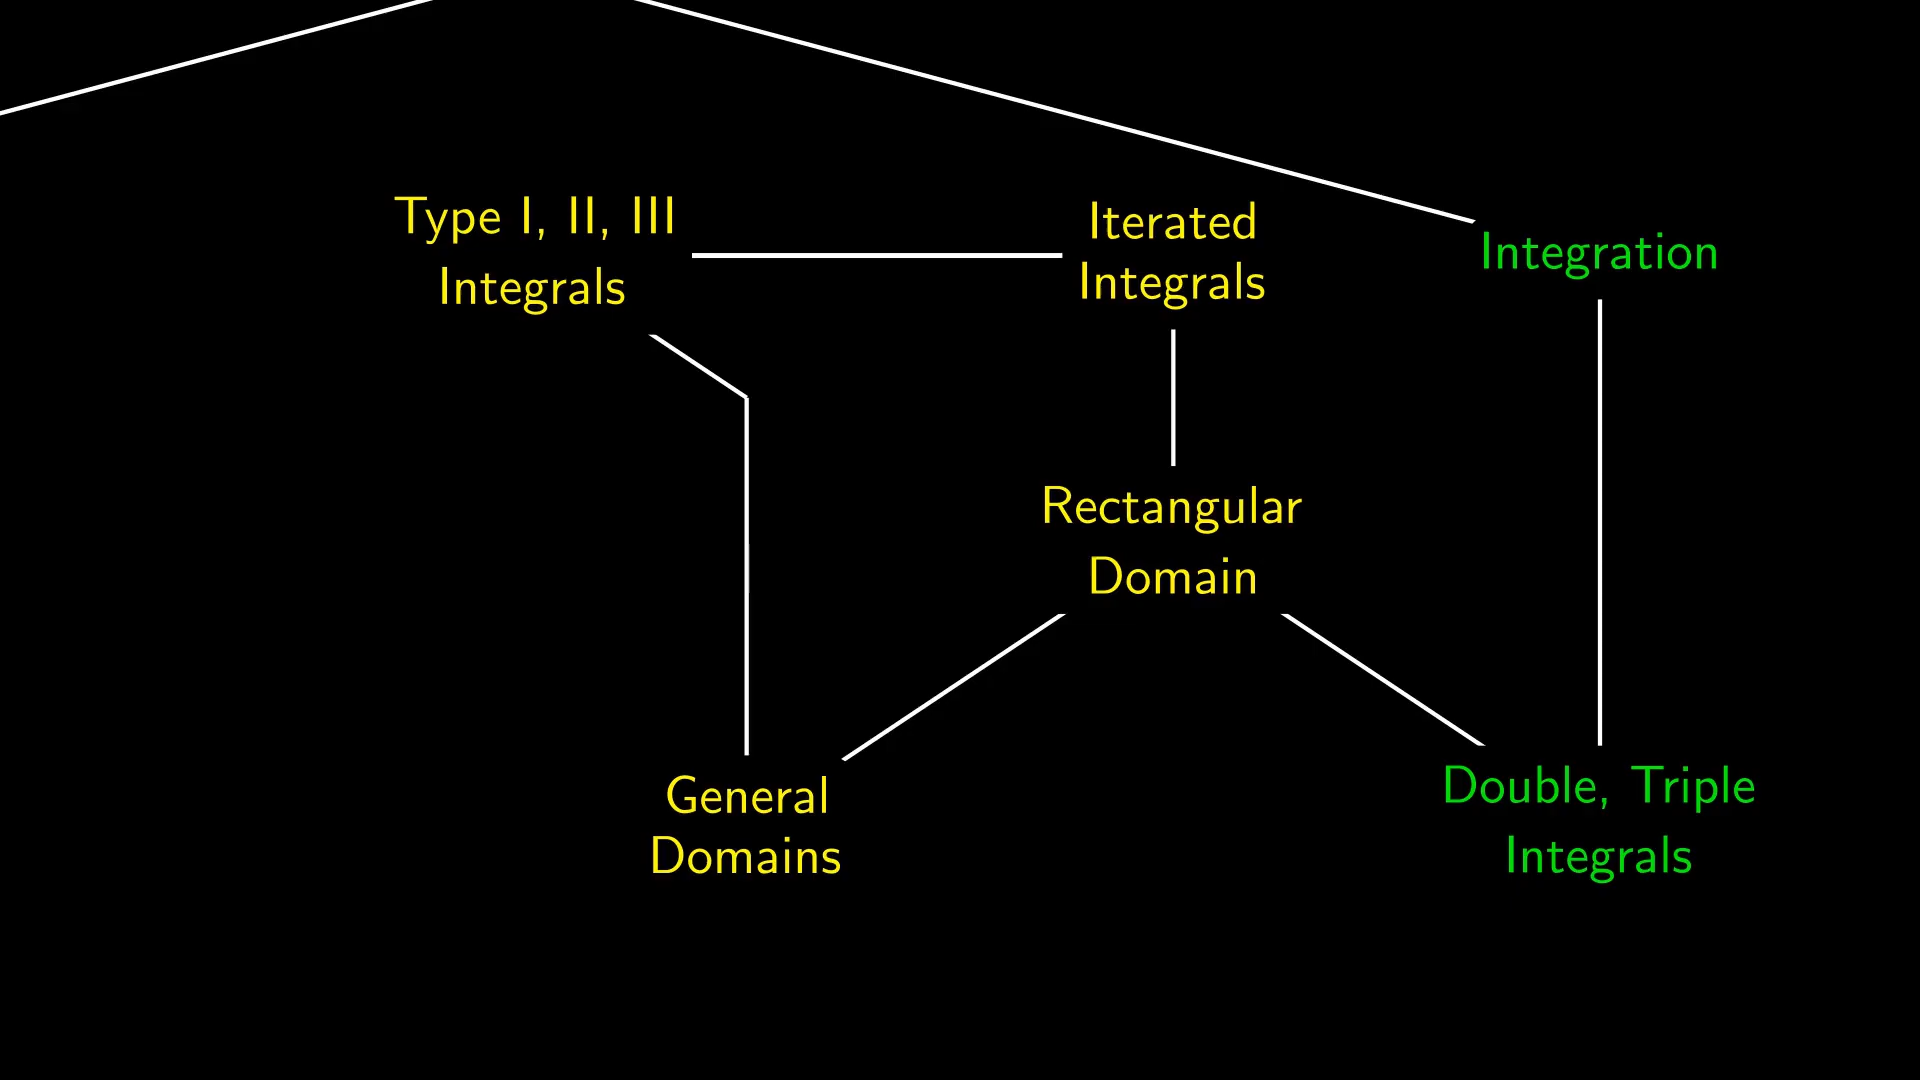 Type I, II, III
Integrals
Iterated
Integrals
Integration
Rectangular
Domain
General
Domains
Double, Triple
Integrals